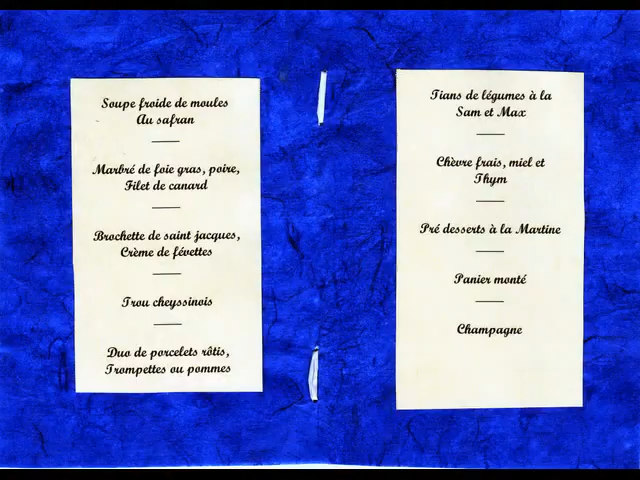 Soupe froide de moules
Au safran
Marbré de foie gras, poire,
Filet de canard
Brochette de saint jacques,
Crème de févettes
Trou cheyssinois
Duo de porcelets rôtis,
Trompettes ou pommes
Tians de légumes à la
Sam et Max
Chèvre frais, miel et
Thym
Pré desserts à la Martine
Panier monté
Champagne